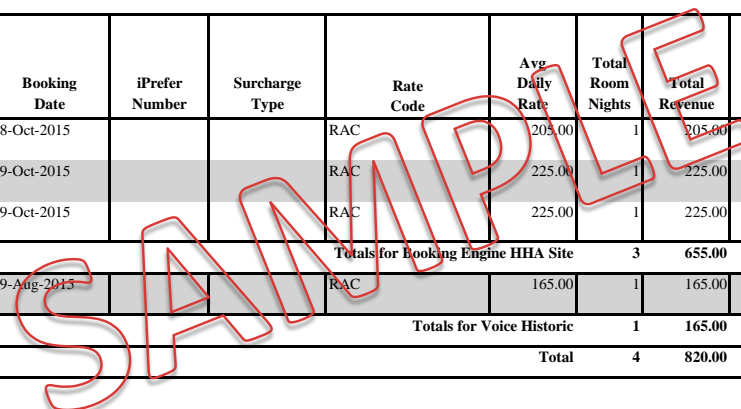 Booking Date iPrefer Number Surcharge Type Rate Code Avg Daily Rate Total Room Nights Total Revenue
8-Oct-2015 RAC 205.00 1 205.00
9-Oct-2015 RAC 225.00 1 225.00
9-Oct-2015 RAC 225.00 1 225.00
Totals for Booking Engine HHA Site 3 655.00
9-Aug-2015 RAC 165.00 1 165.00
Totals for Voice Historic 1 165.00
Total 4 820.00
SAMPLE